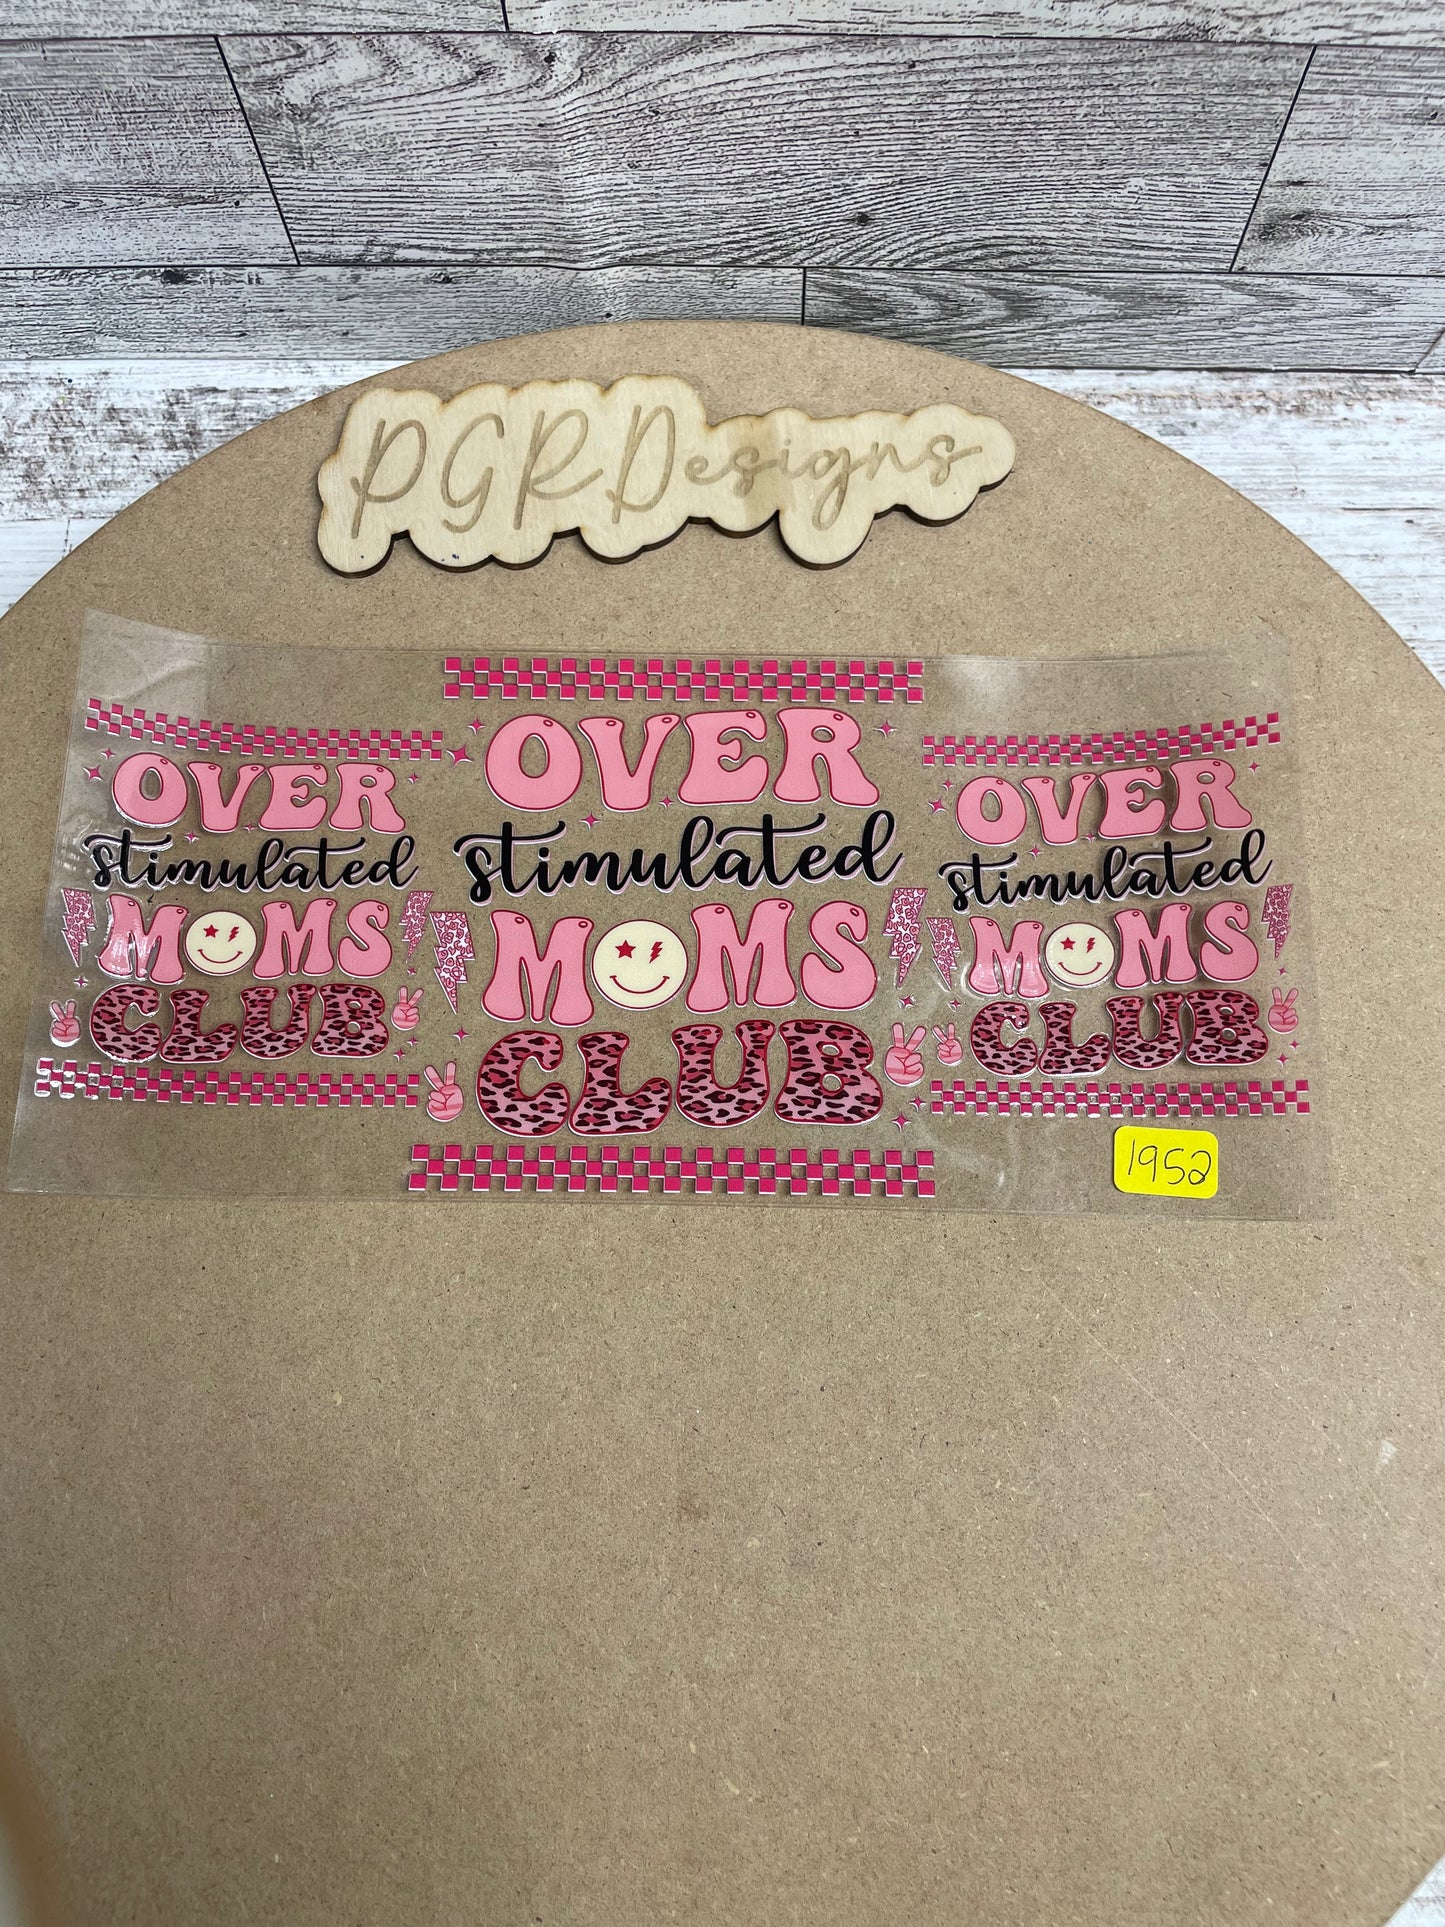 PGRDesigns
OVER
stimulated
MOMS
CLUB
OVER
stimulated
MOMS
CLUB
OVER
stimulated
MOMS
CLUB
1952